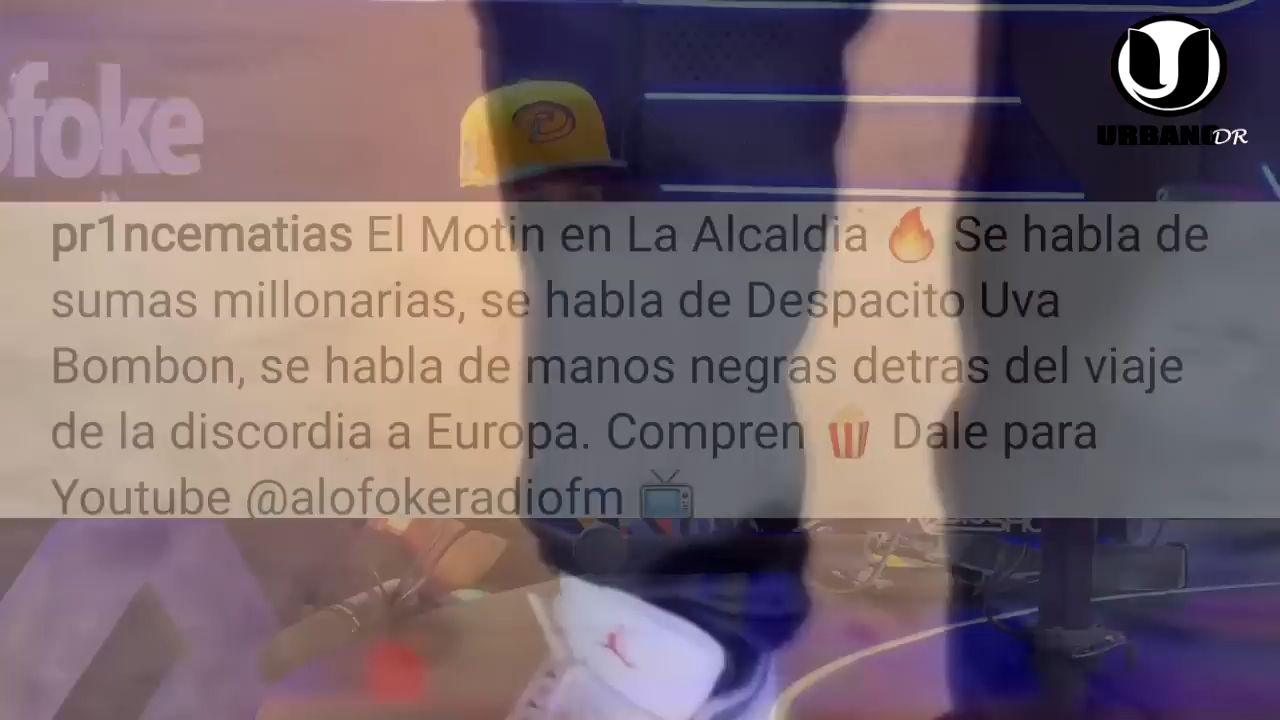 ofoke
URBANO DR
pr1ncematias El Motin en La Alcaldia 🔥 Se habla de
sumas millonarias, se habla de Despacito Uva
Bombon, se habla de manos negras detras del viaje
de la discordia a Europa. Compren 🍿 Dale para
Youtube @alofokeradiofm 📺